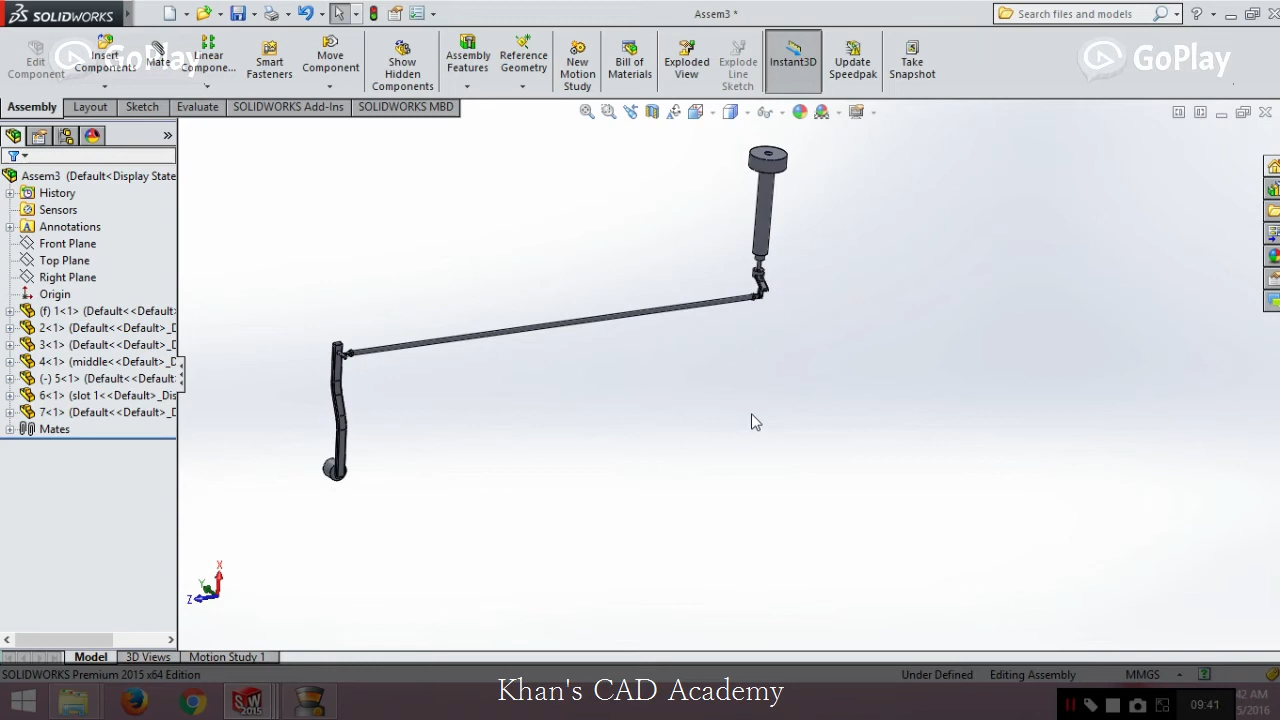 SOLIDWORKS
Assem3 *
Search files and models
Edit Component
Insert Components
Mate
Linear Compone...
Smart Fasteners
Move Component
Show Hidden Components
Assembly Features
Reference Geometry
New Motion Study
Bill of Materials
Exploded View
Explode Line Sketch
Instant3D
Update Speedpak
Take Snapshot
GoPlay
GoPlay
Assembly
Layout
Sketch
Evaluate
SOLIDWORKS Add-Ins
SOLIDWORKS MBD
Assem3 (Default<Display State
History
Sensors
Annotations
Front Plane
Top Plane
Right Plane
Origin
(f) 1<1> (Default<<Default>
2<1> (Default<<Default>_D
3<1> (Default<<Default>_D
4<1> (middle<<Default>_D
(-) 5<1> (Default<<Default
6<1> (slot 1<<Default>_Dis
7<1> (Default<<Default>_D
Mates
X
Y
Z
Model
3D Views
Motion Study 1
SOLIDWORKS Premium 2015 x64 Edition
Under Defined
Editing Assembly
MMGS
Khan's CAD Academy
SW 2015
09:41
42 AM
5/2016